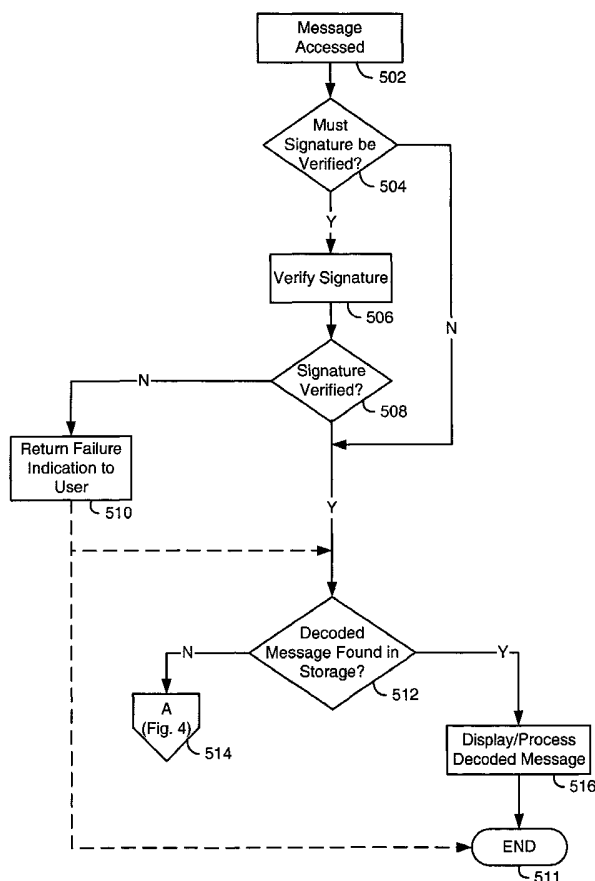 Message
Accessed
502
Must
Signature be
Verified?
504
Y
Verify Signature
506
N
Signature
Verified?
508
N
Return Failure
Indication to
User
510
Y
Decoded
Message Found in
Storage?
512
N
Y
A
(Fig. 4)
514
Display/Process
Decoded Message
516
END
511